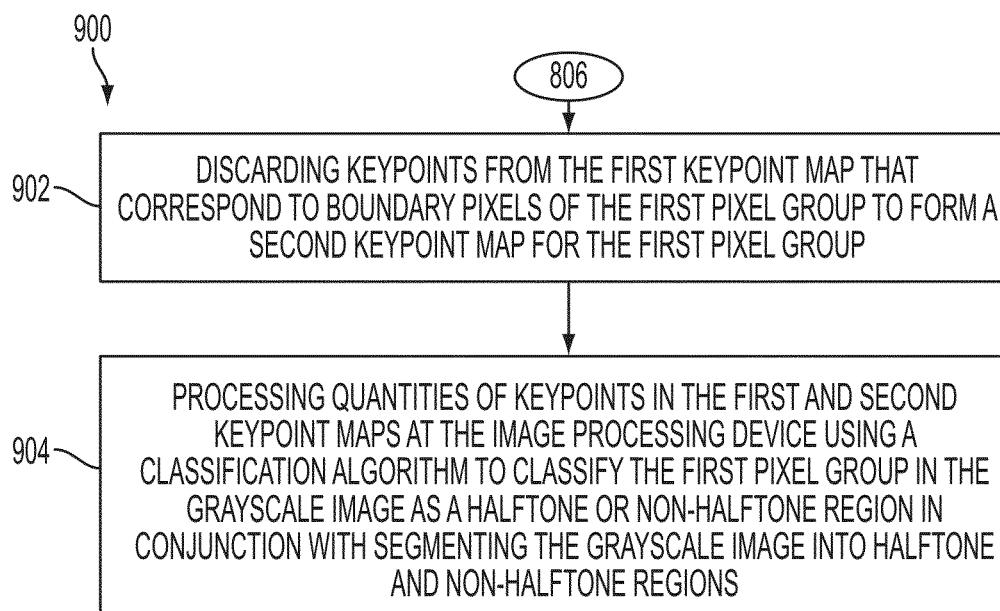 900
806
902
DISCARDING KEYPOINTS FROM THE FIRST KEYPOINT MAP THAT
CORRESPOND TO BOUNDARY PIXELS OF THE FIRST PIXEL GROUP TO FORM A
SECOND KEYPOINT MAP FOR THE FIRST PIXEL GROUP
904
PROCESSING QUANTITIES OF KEYPOINTS IN THE FIRST AND SECOND
KEYPOINT MAPS AT THE IMAGE PROCESSING DEVICE USING A
CLASSIFICATION ALGORITHM TO CLASSIFY THE FIRST PIXEL GROUP IN THE
GRAYSCALE IMAGE AS A HALFTONE OR NON-HALFTONE REGION IN
CONJUNCTION WITH SEGMENTING THE GRAYSCALE IMAGE INTO HALFTONE
AND NON-HALFTONE REGIONS